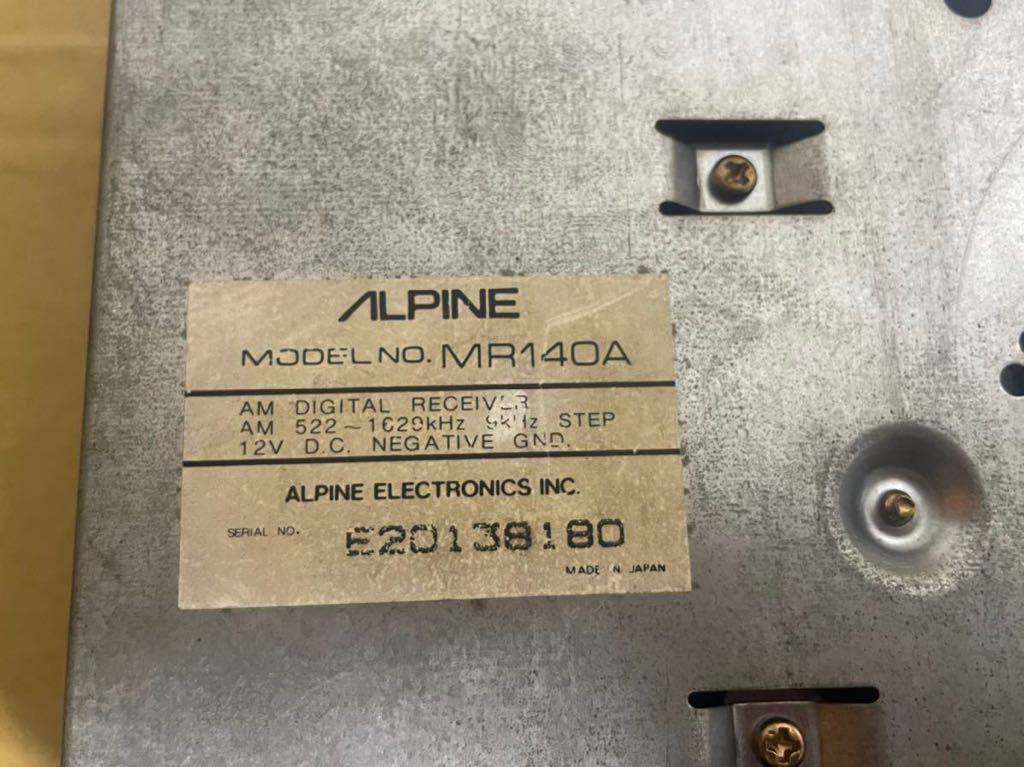 ALPINE
MODEL NO. MR140A
AM DIGITAL RECEIVER
AM 522~1629kHz 9kHz STEP
12V D.C. NEGATIVE GND.
ALPINE ELECTRONICS INC.
SERIAL NO. E20138180
MADE IN JAPAN